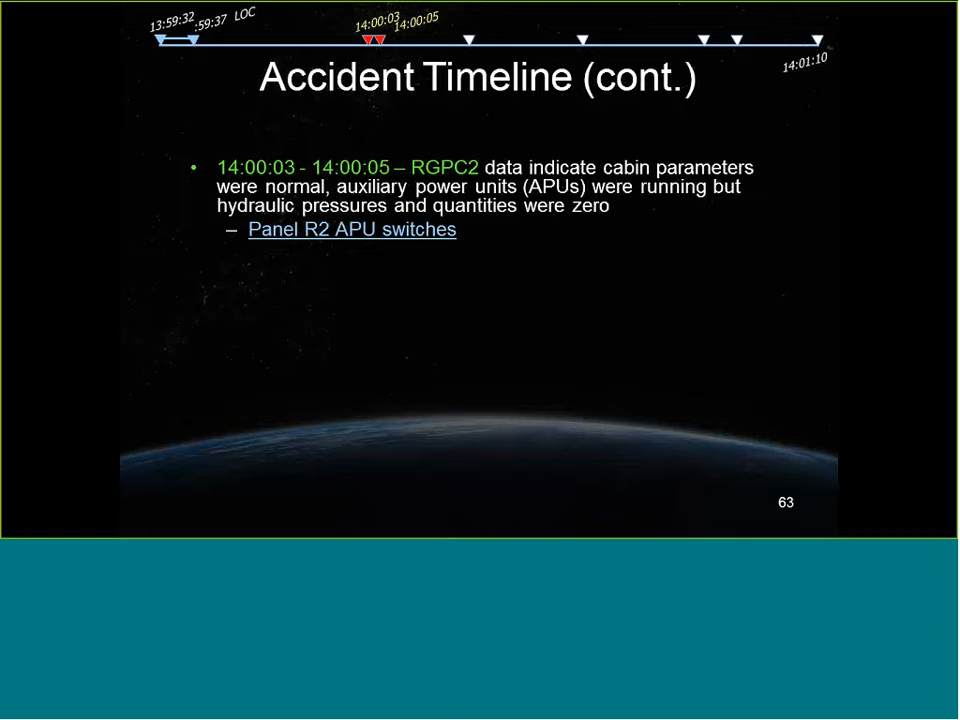 13:59:32
:59:37 LOC
14:00:03
14:00:05
14:01:10
Accident Timeline (cont.)
• 14:00:03 - 14:00:05 – RGPC2 data indicate cabin parameters
were normal, auxiliary power units (APUs) were running but
hydraulic pressures and quantities were zero
– Panel R2 APU switches
63